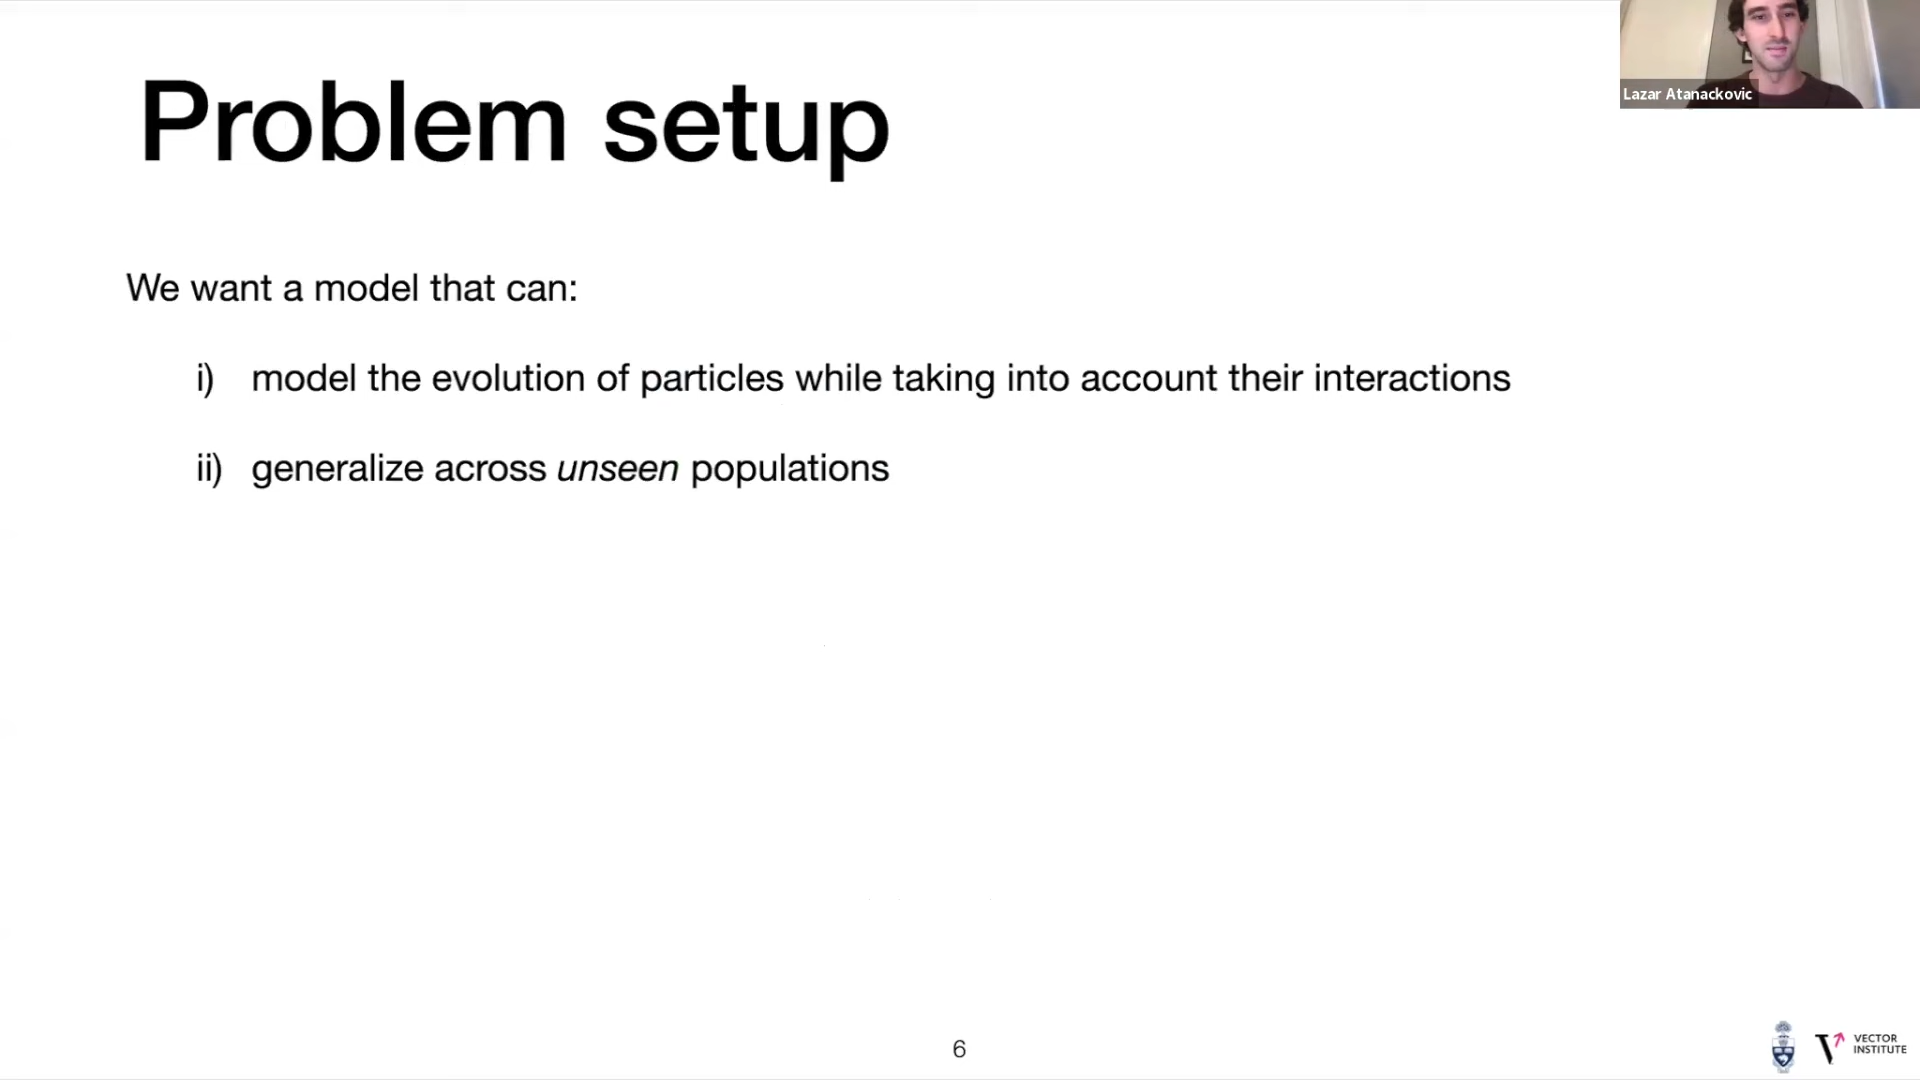 Lazar Atanackovic
Problem setup
We want a model that can:
i) model the evolution of particles while taking into account their interactions
ii) generalize across unseen populations
6
VECTOR
INSTITUTE